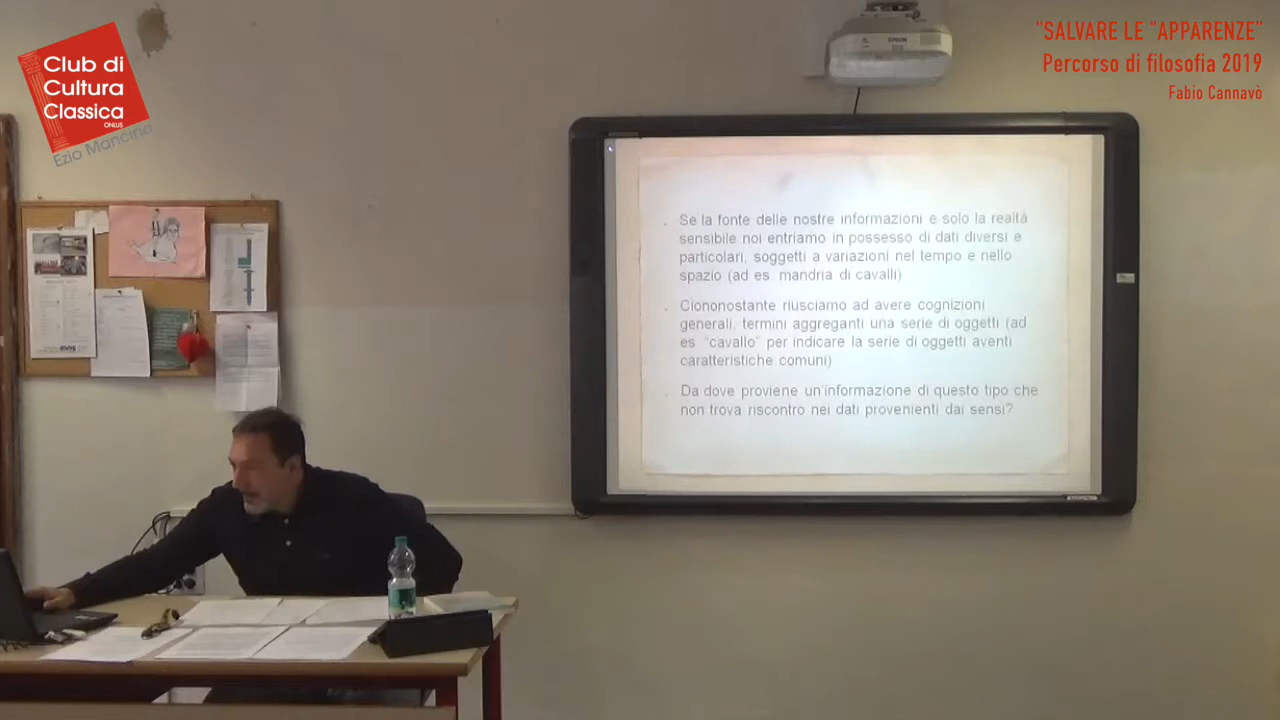 Club di
Cultura
Classica
ONLUS
Ezio Mancino
"SALVARE LE "APPARENZE"
Percorso di filosofia 2019
Fabio Cannavò
EPSON
Se la fonte delle nostre informazioni e solo la realtà
sensibile noi entriamo in possesso di dati diversi e
particolari, soggetti a variazioni nel tempo e nello
spazio (ad es mandria di cavalli)
Ciononostante riusciamo ad avere cognizioni
generali, termini aggreganti una serie di oggetti (ad
es "cavallo" per indicare la serie di oggetti aventi
caratteristiche comuni)
Da dove proviene un'informazione di questo tipo che
non trova riscontro nei dati provenienti dai sensi?
AVIS